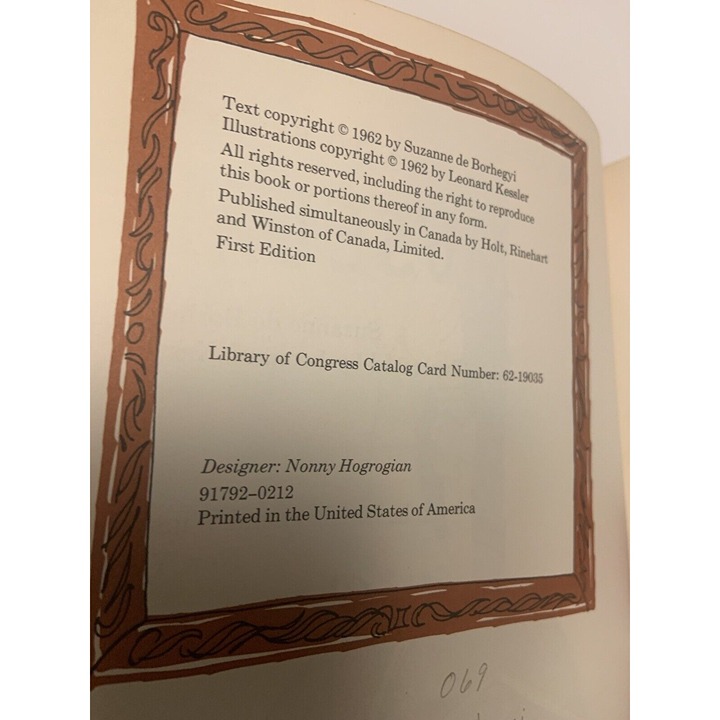 Text copyright © 1962 by Suzanne de Borhegyi
Illustrations copyright © 1962 by Leonard Kessler
All rights reserved, including the right to reproduce
this book or portions thereof in any form.
Published simultaneously in Canada by Holt, Rinehart
and Winston of Canada, Limited.
First Edition
Library of Congress Catalog Card Number: 62-19035
Designer: Nonny Hogrogian
91792–0212
Printed in the United States of America
069